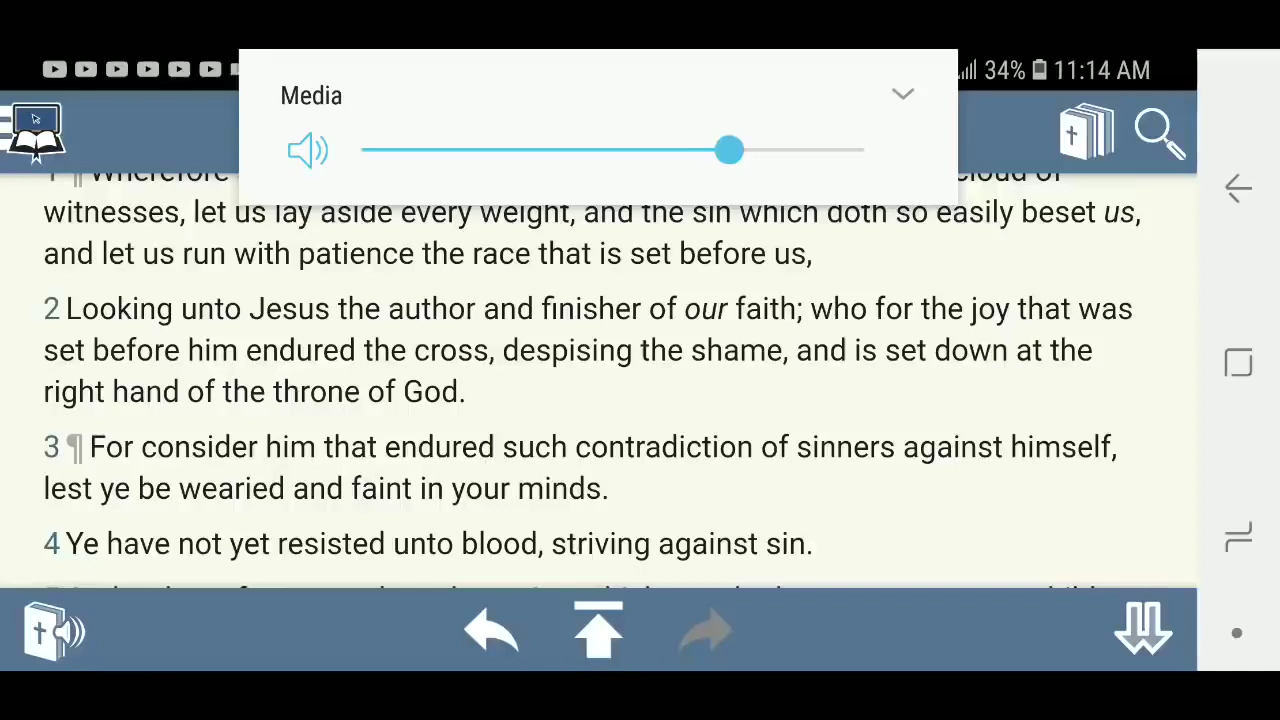 34% 11:14 AM
Media
1 ¶ Wherefore cloud of
witnesses, let us lay aside every weight, and the sin which doth so easily beset us,
and let us run with patience the race that is set before us,
2 Looking unto Jesus the author and finisher of our faith; who for the joy that was
set before him endured the cross, despising the shame, and is set down at the
right hand of the throne of God.
3 ¶ For consider him that endured such contradiction of sinners against himself,
lest ye be wearied and faint in your minds.
4 Ye have not yet resisted unto blood, striving against sin.